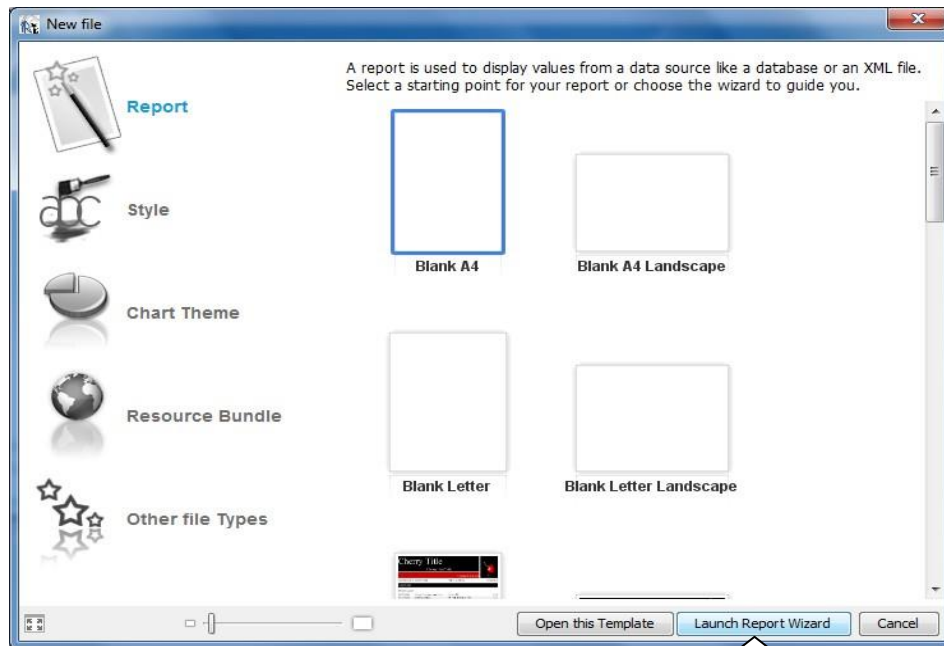 New file
A report is used to display values from a data source like a database or an XML file.
Select a starting point for your report or choose the wizard to guide you.
Report
Style
Chart Theme
Resource Bundle
Other file Types
Blank A4
Blank A4 Landscape
Blank Letter
Blank Letter Landscape
Cherry Title
Open this Template
Launch Report Wizard
Cancel